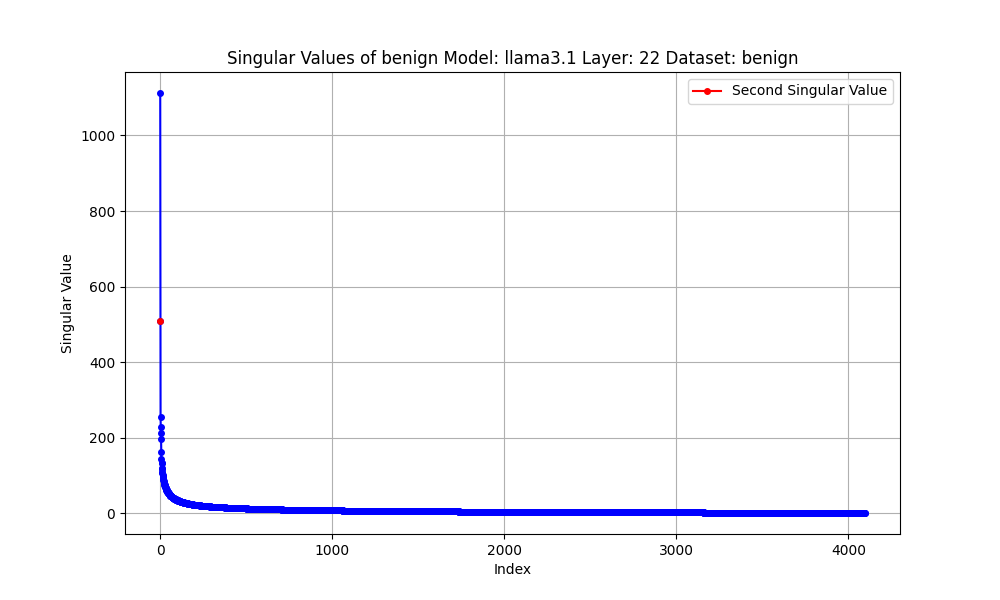 Singular Values of benign Model: llama3.1 Layer: 22 Dataset: benign
Second Singular Value
Singular Value
1000
800
600
400
200
0
0 1000 2000 3000 4000
Index